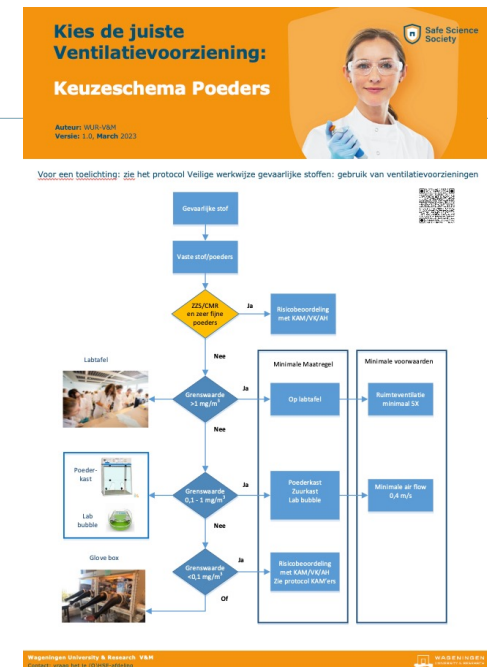 Kies de juiste
Ventilatievoorziening:
Keuzeschema Poeders
Auteur: WUR-V&M
Versie: 1.0, March 2023
Safe Science
Society
Voor een toelichting: zie het protocol Veilige werkwijze gevaarlijke stoffen: gebruik van ventilatievoorzieningen
Gevaarlijke stof
Vaste stof/poeders
ZZS/CMR
en zeer fijne
poeders
Ja
Risicobeoordeling
met KAM/VK/AH
Nee
Labtafel
Minimale Maatregel
Minimale voorwaarden
Grenswaarde
>1 mg/m³
Ja
Op labtafel
Ruimteventilatie
minimaal 5X
Nee
Poeder-
kast
Lab
bubble
Grenswaarde
0,1 - 1 mg/m³
Ja
Poederkast
Zuurkast
Lab bubble
Minimale air flow
0,4 m/s
Nee
Glove box
Grenswaarde
<0,1 mg/m³
Ja
Risicobeoordeling
met KAM/VK/AH
Zie protocol KAM'ers
Of
Wageningen University & Research V&M
WAGENINGEN